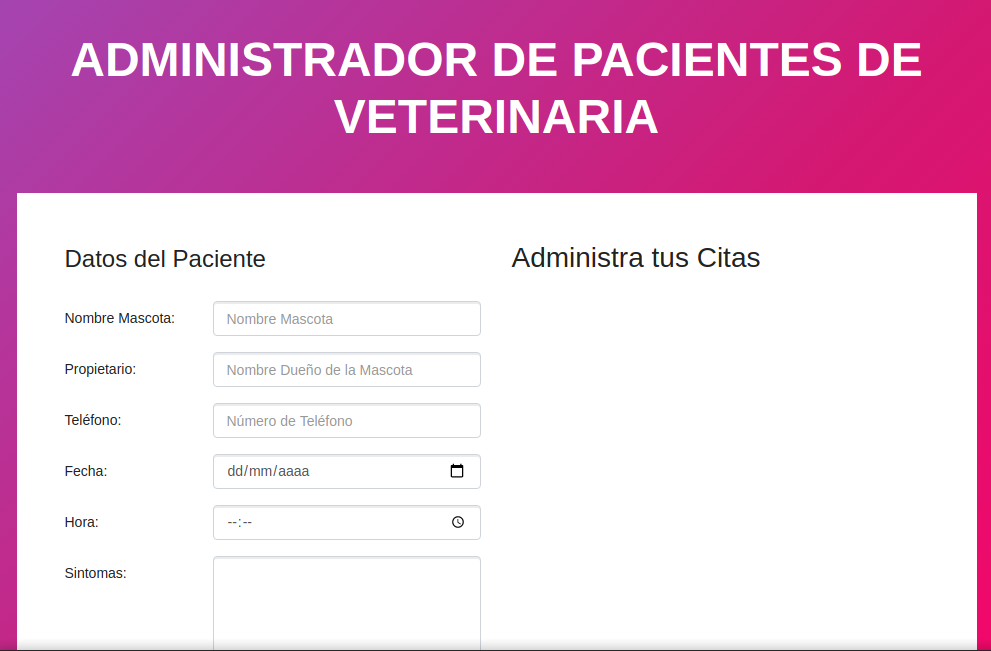 ADMINISTRADOR DE PACIENTES DE
VETERINARIA
Datos del Paciente
Administra tus Citas
Nombre Mascota:
Nombre Mascota
Propietario:
Nombre Dueño de la Mascota
Teléfono:
Número de Teléfono
Fecha:
dd/mm/aaaa
Hora:
--:--
Sintomas: